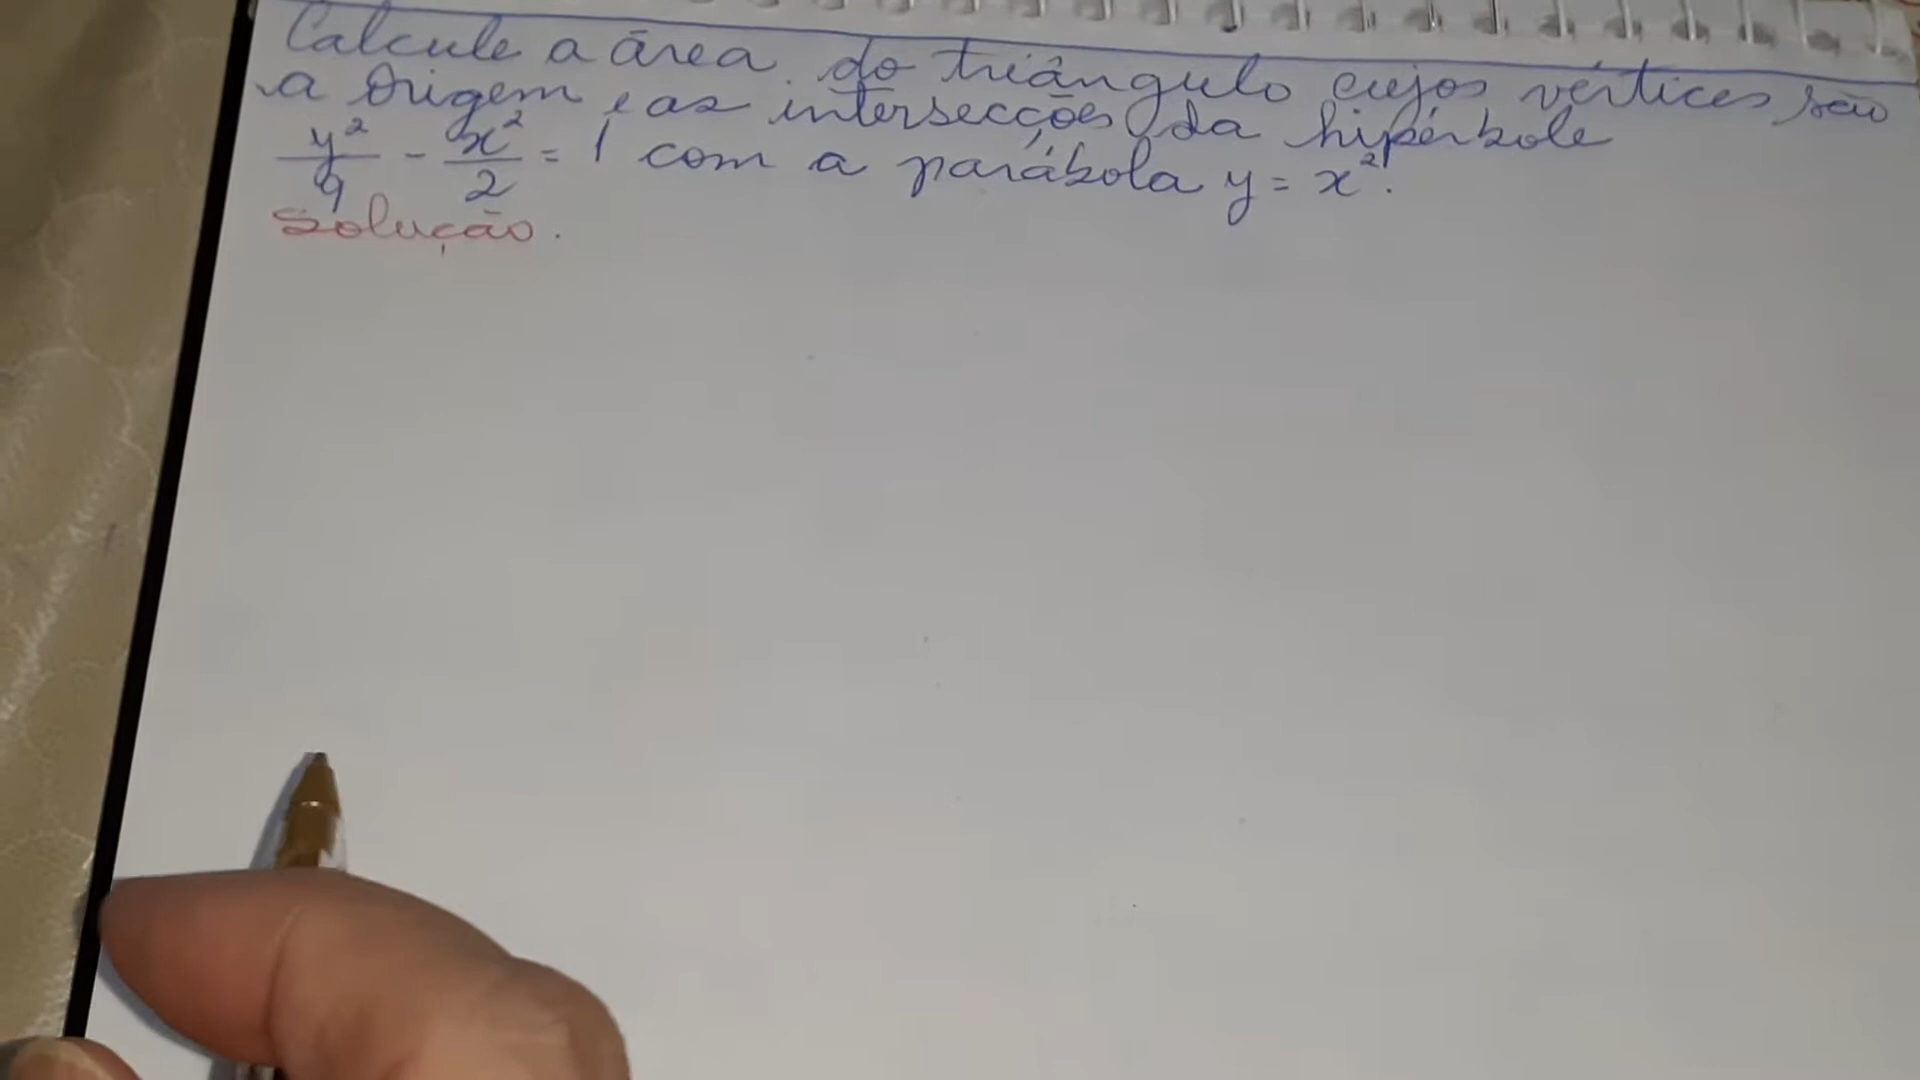 Calcule a área do triângulo cujos vértices são
a origem e as intersecções da hipérbole
y²/9 - x²/2 = 1 com a parábola y = x².
Solução.